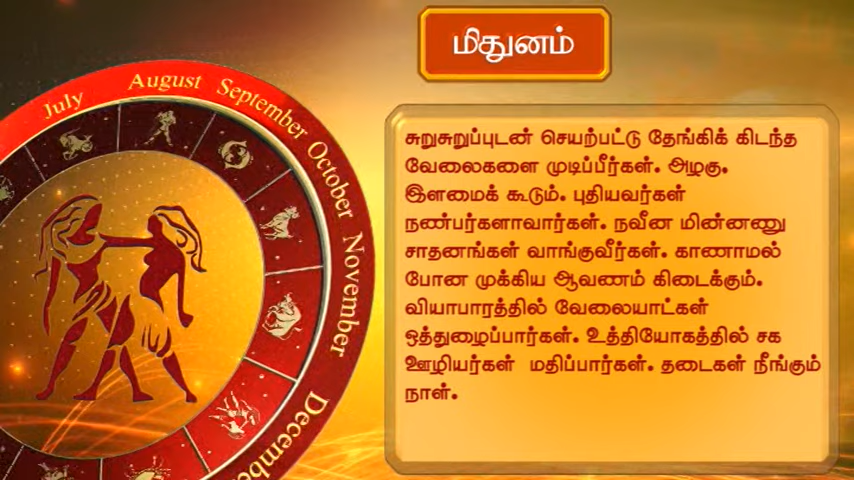 மிதுனம்
சுறுசுறுப்புடன் செயற்பட்டு தேங்கிக் கிடந்த
வேலைகளை முடிப்பீர்கள். அழகு,
இளமைக் கூடும். புதியவர்கள்
நண்பர்களாவார்கள். நவீன மின்னணு
சாதனங்கள் வாங்குவீர்கள். காணாமல்
போன முக்கிய ஆவணம் கிடைக்கும்.
வியாபாரத்தில் வேலையாட்கள்
ஒத்துழைப்பார்கள். உத்தியோகத்தில் சக
ஊழியர்கள் மதிப்பார்கள். தடைகள் நீங்கும்
நாள்.
July
August
September
October
November
December